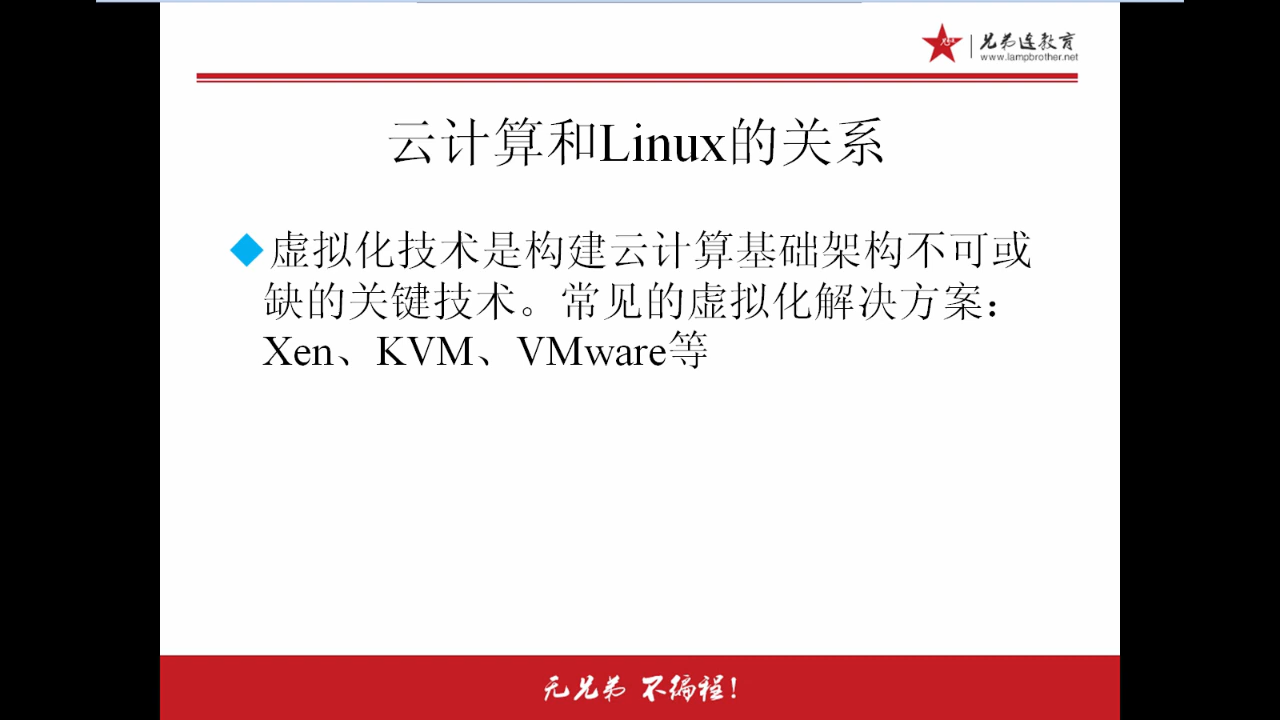 兄弟连教育
www.lampbrother.net
云计算和Linux的关系
虚拟化技术是构建云计算基础架构不可或
缺的关键技术。常见的虚拟化解决方案：
Xen、KVM、VMware等
无兄弟 不编程！